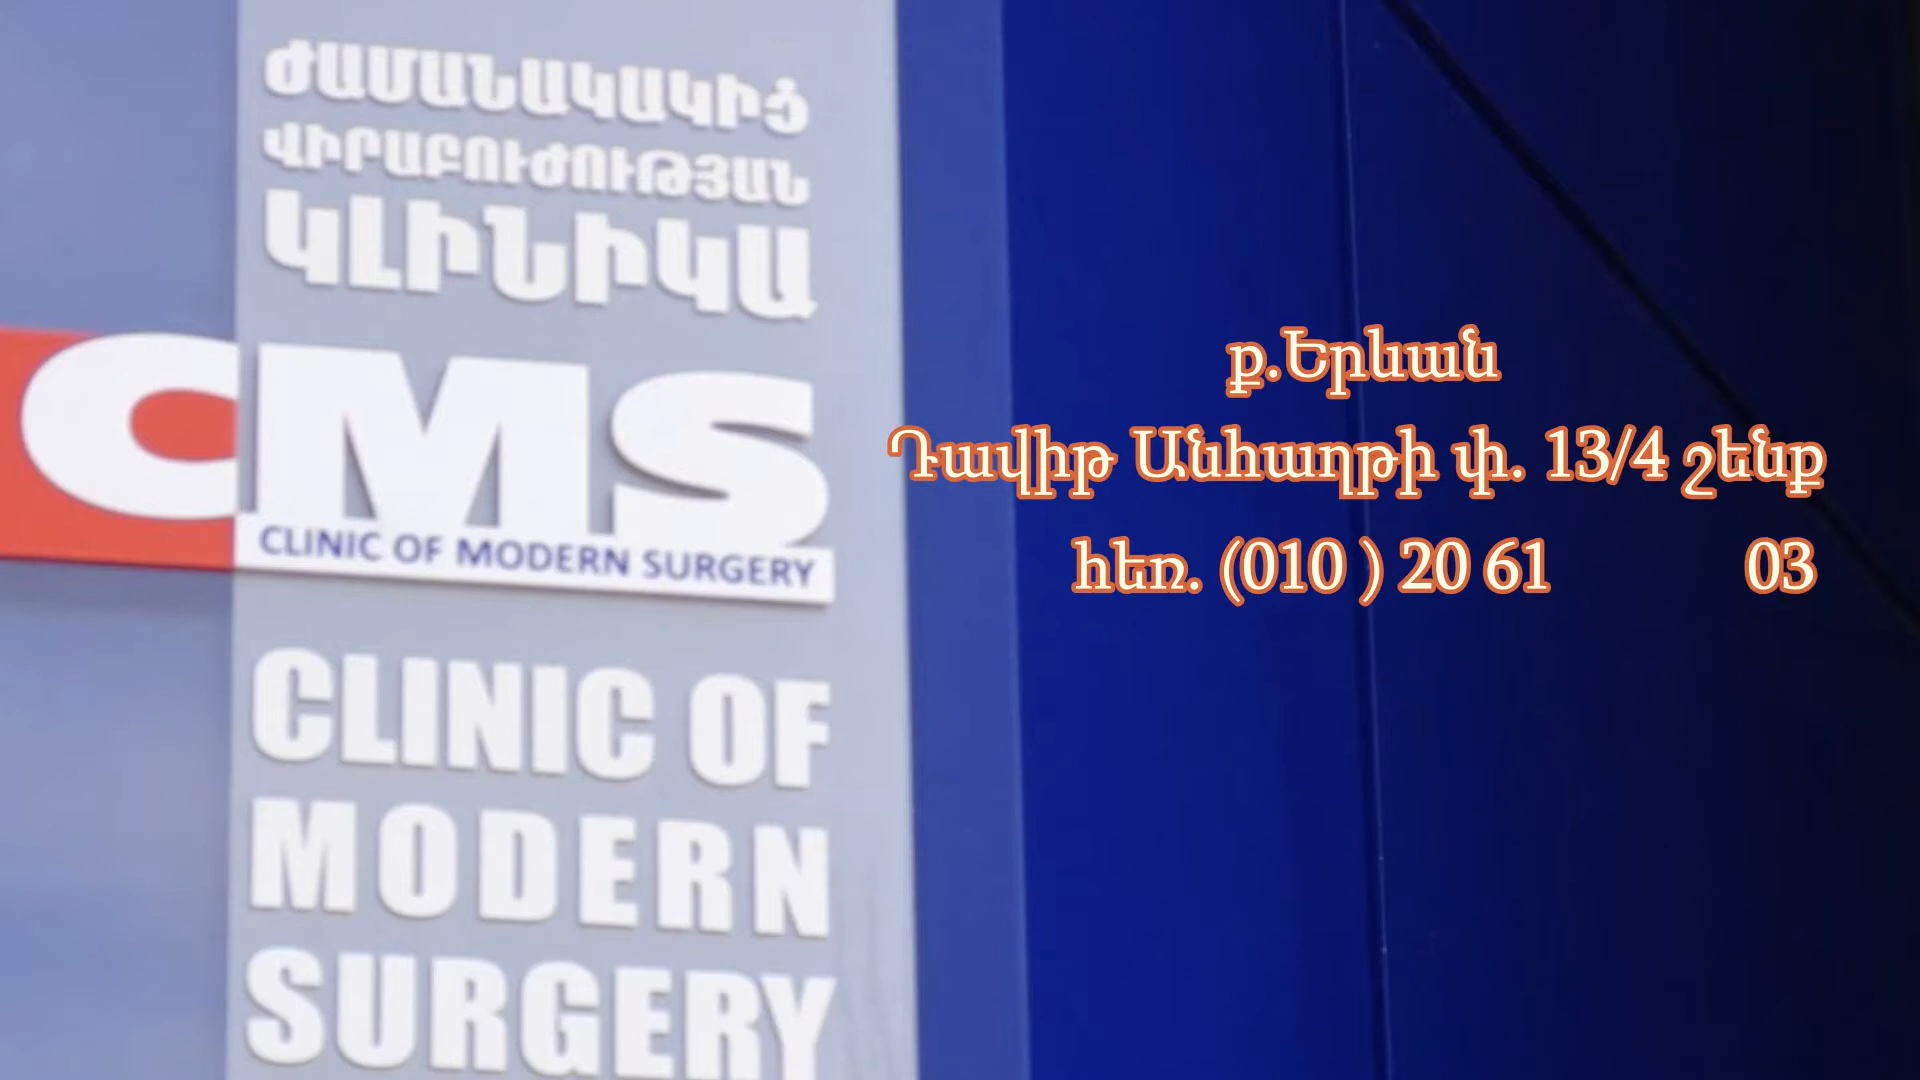 ԺԱՄԱՆԱԿԱԿԻՑ
ՎԻՐԱԲՈՒԺՈՒԹՅԱՆ
ԿԼԻՆԻԿԱ
CMS
CLINIC OF MODERN SURGERY
CLINIC OF
MODERN
SURGERY
ք.Երևան
Դավիթ Անհաղթի փ. 13/4 շենք
հեռ. (010 ) 20 61 03